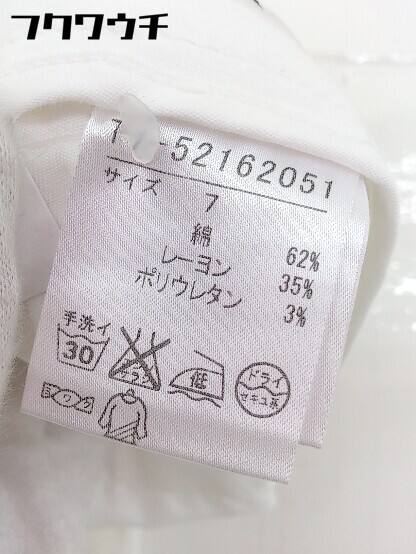 フクワウチ
7 -52162051
サイズ 7
綿 62%
レーヨン 35%
ポリウレタン 3%
手洗イ
30
低
ドライ
セキユ系